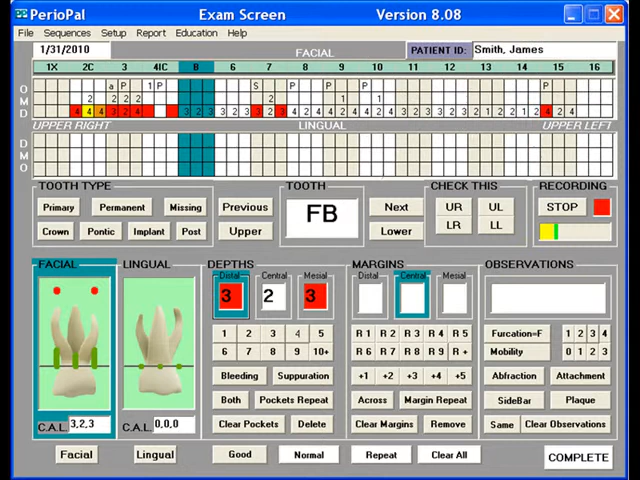 PerioPal Exam Screen Version 8.08
File Sequences Setup Report Education Help
1/31/2010 FACIAL PATIENT ID: Smith, James
1X 2C 3 4IC B 6 7 8 9 10 11 12 13 14 15 16
O
M
D
UPPER RIGHT LINGUAL UPPER LEFT
D
M
O
TOOTH TYPE TOOTH CHECK THIS RECORDING
Primary Permanent Missing Previous FB Next UR UL STOP
Crown Pontic Implant Post Upper Lower LR LL
FACIAL LINGUAL DEPTHS MARGINS OBSERVATIONS
Distal Central Mesial Distal Central Mesial
3 2 3
1 2 3 4 5 R 1 R 2 R 3 R 4 R 5 Furcation=F 1 2 3 4
6 7 8 9 10+ R 6 R 7 R 8 R 9 R + Mobility 0 1 2 3
Bleeding Suppuration +1 +2 +3 +4 +5 Abfraction Attachment
Both Pockets Repeat Across Margin Repeat SideBar Plaque
C.A.L. 3,2,3 C.A.L. 0,0,0 Clear Pockets Delete Clear Margins Remove Same Clear Observations
Facial Lingual Good Normal Repeat Clear All COMPLETE